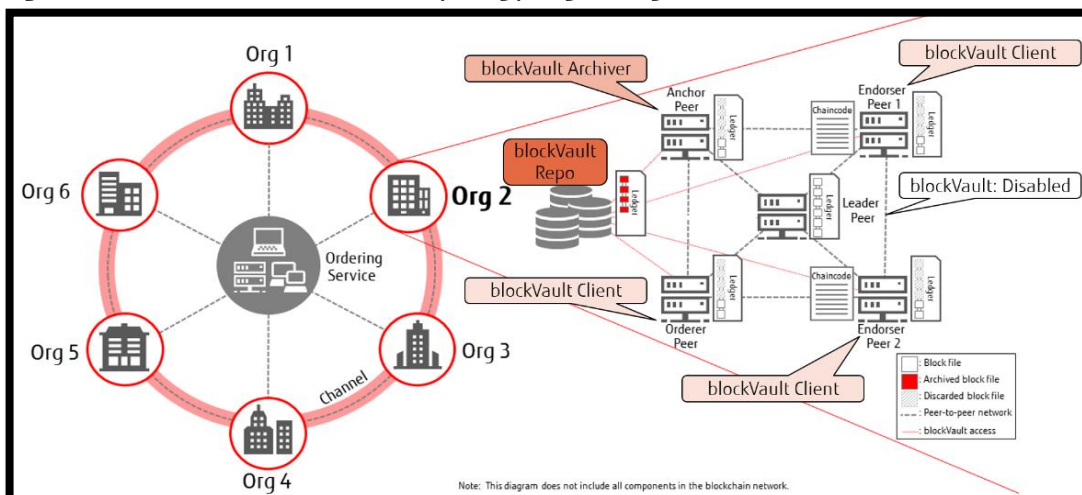 Org 1
Org 2
Org 3
Org 4
Org 5
Org 6
Ordering
Service
Channel
blockVault Archiver
blockVault Client
Anchor
Peer
Ledger
Chaincode
Endorser
Peer 1
Ledger
blockVault
Repo
Ledger
Ledger
Leader
Peer
blockVault: Disabled
blockVault Client
Orderer
Peer
Ledger
Chaincode
Endorser
Peer 2
Ledger
blockVault Client
: Block file
: Archived block file
: Discarded block file
: Peer-to-peer network
: blockVault access
Note: This diagram does not include all components in the blockchain network.